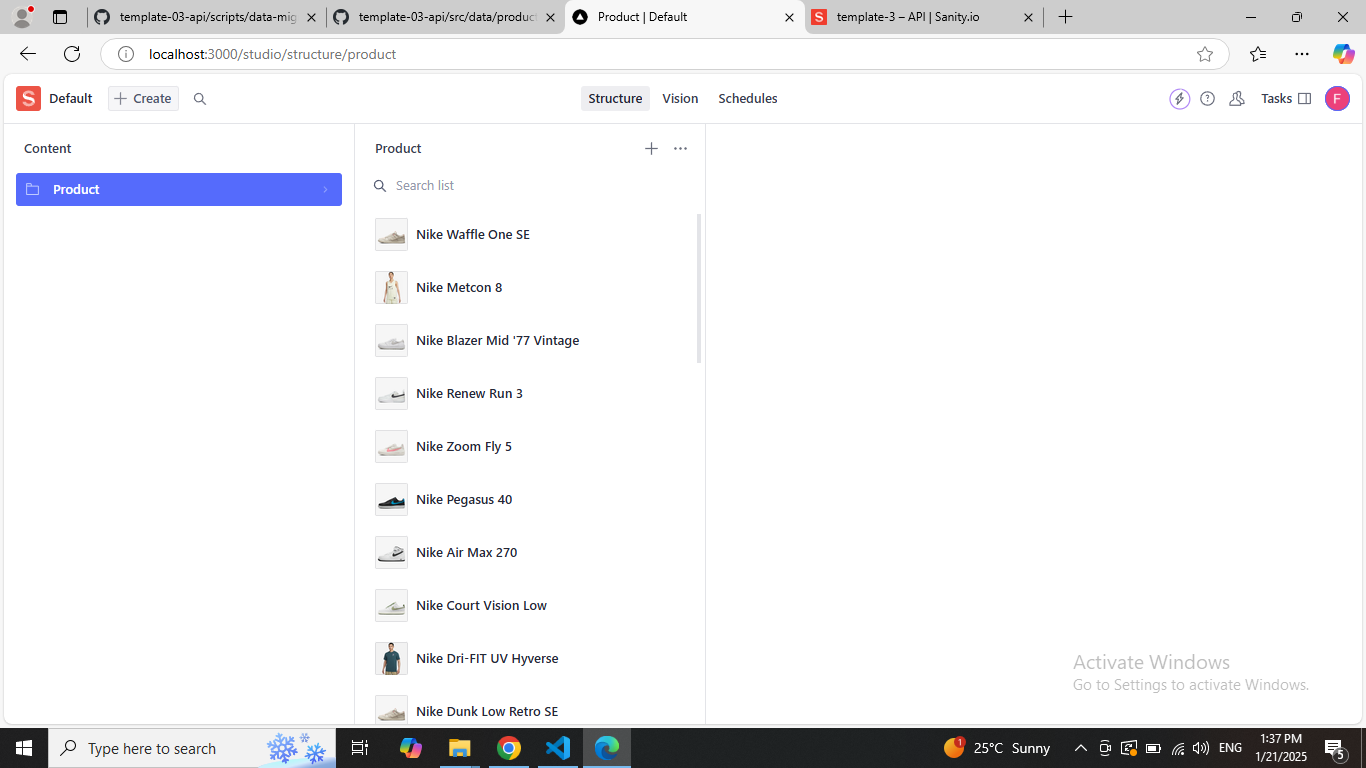 template-03-api/scripts/data-mig
template-03-api/src/data/product
Product | Default
template-3 – API | Sanity.io
localhost:3000/studio/structure/product
S Default
Create
Structure
Vision
Schedules
Tasks
F
Content
Product
Product
Search list
Nike Waffle One SE
Nike Metcon 8
Nike Blazer Mid '77 Vintage
Nike Renew Run 3
Nike Zoom Fly 5
Nike Pegasus 40
Nike Air Max 270
Nike Court Vision Low
Nike Dri-FIT UV Hyverse
Nike Dunk Low Retro SE
Activate Windows
Go to Settings to activate Windows.
Type here to search
1
25°C Sunny
ENG
1:37 PM
1/21/2025
5